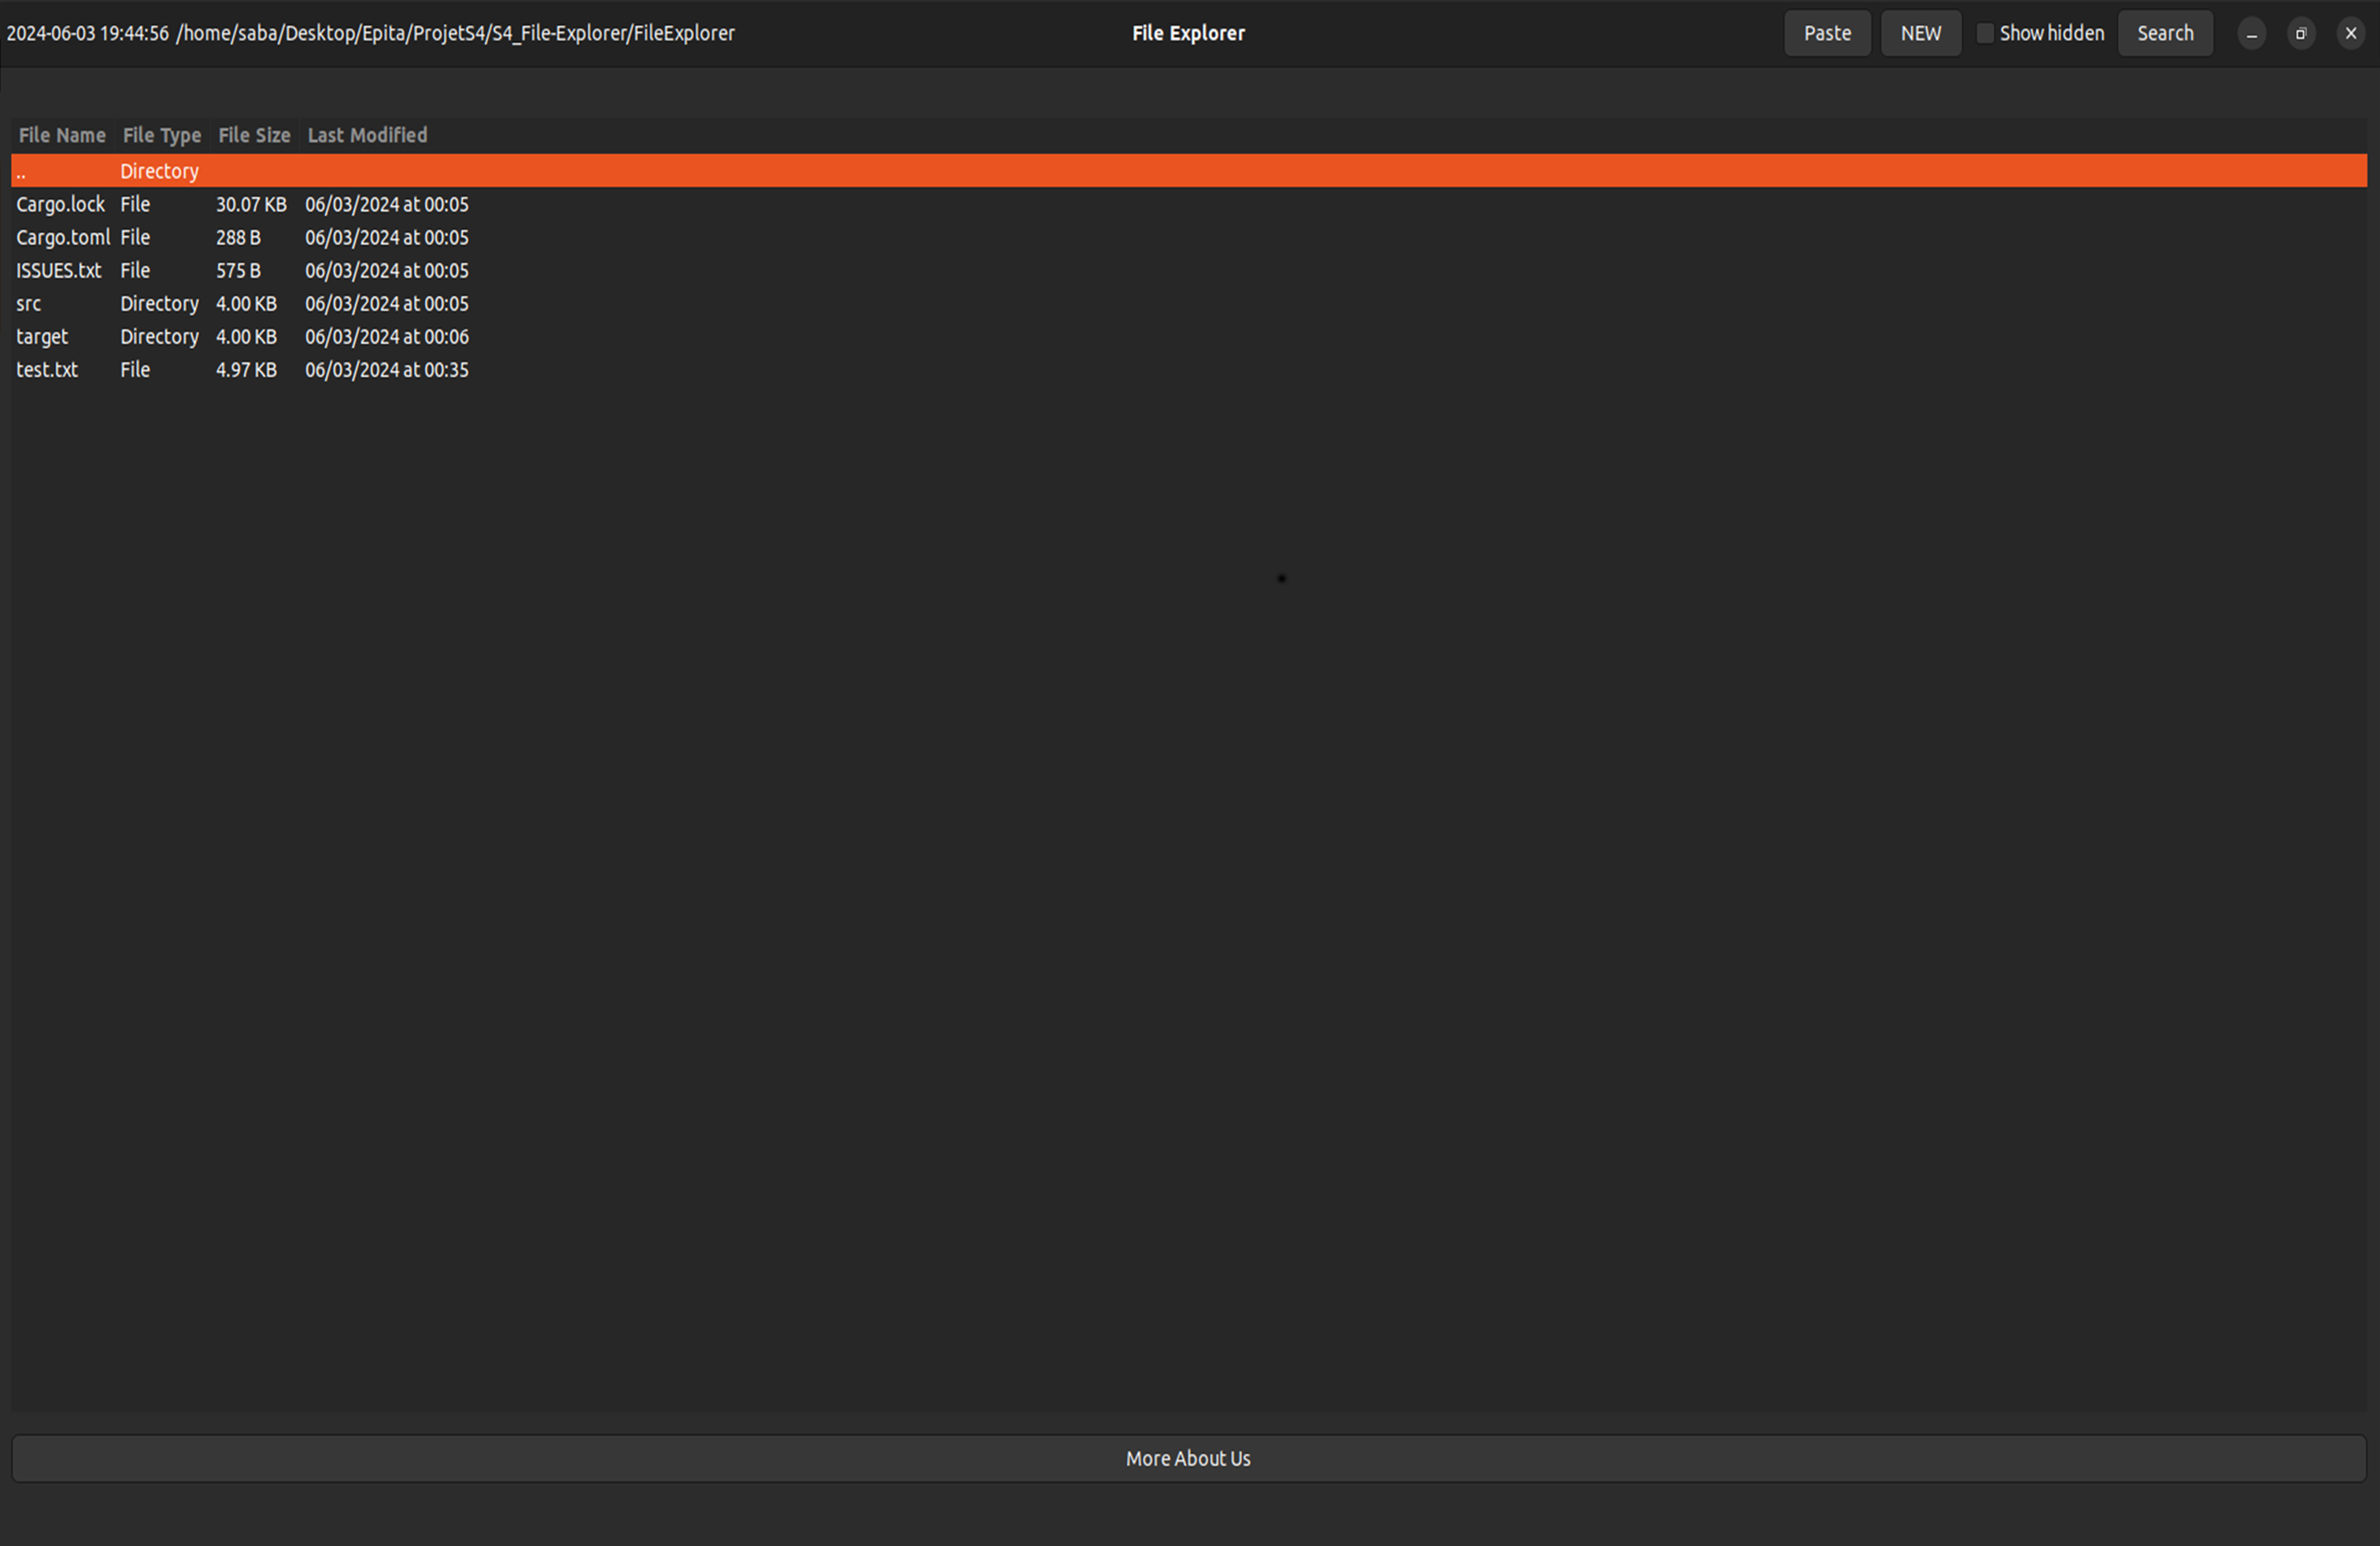 2024-06-03 19:44:56 /home/saba/Desktop/Epita/ProjetS4/S4_File-Explorer/FileExplorer File Explorer Paste NEW Show hidden Search
File Name File Type File Size Last Modified
.. Directory
Cargo.lock File 30.07 KB 06/03/2024 at 00:05
Cargo.toml File 288 B 06/03/2024 at 00:05
ISSUES.txt File 575 B 06/03/2024 at 00:05
src Directory 4.00 KB 06/03/2024 at 00:05
target Directory 4.00 KB 06/03/2024 at 00:06
test.txt File 4.97 KB 06/03/2024 at 00:35
More About Us